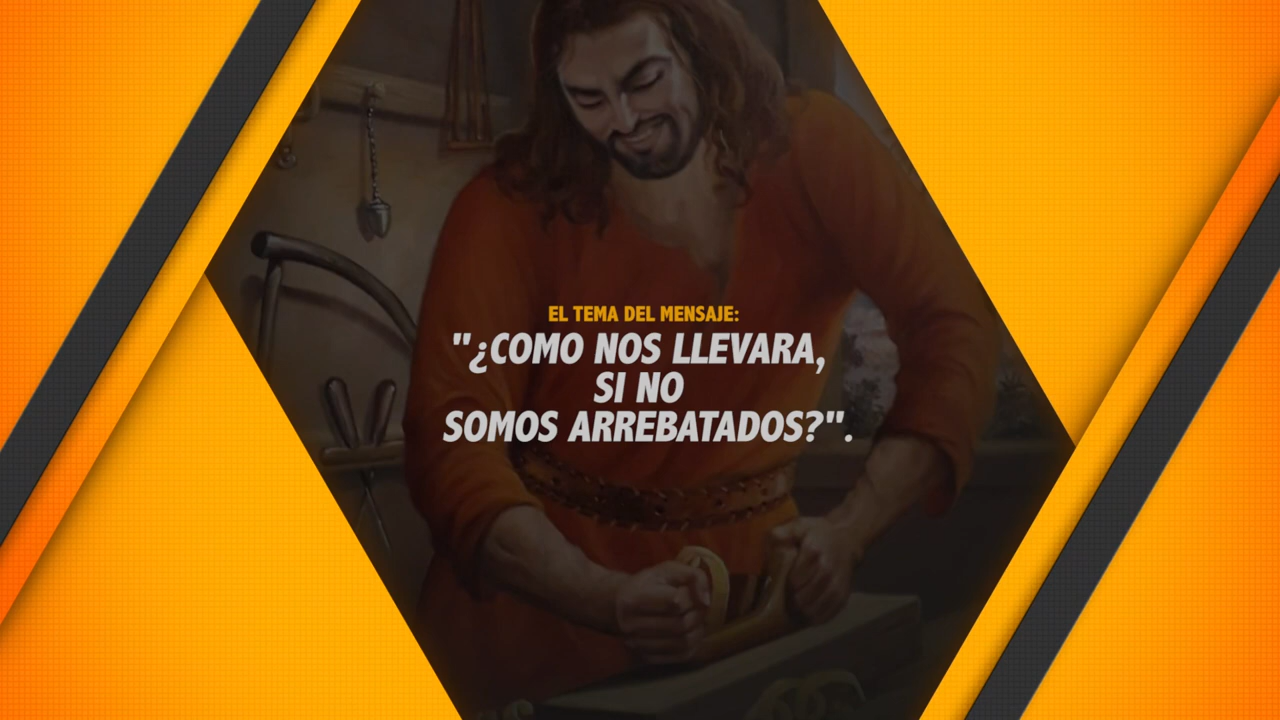 EL TEMA DEL MENSAJE:
"¿COMO NOS LLEVARA,
SI NO
SOMOS ARREBATADOS?".